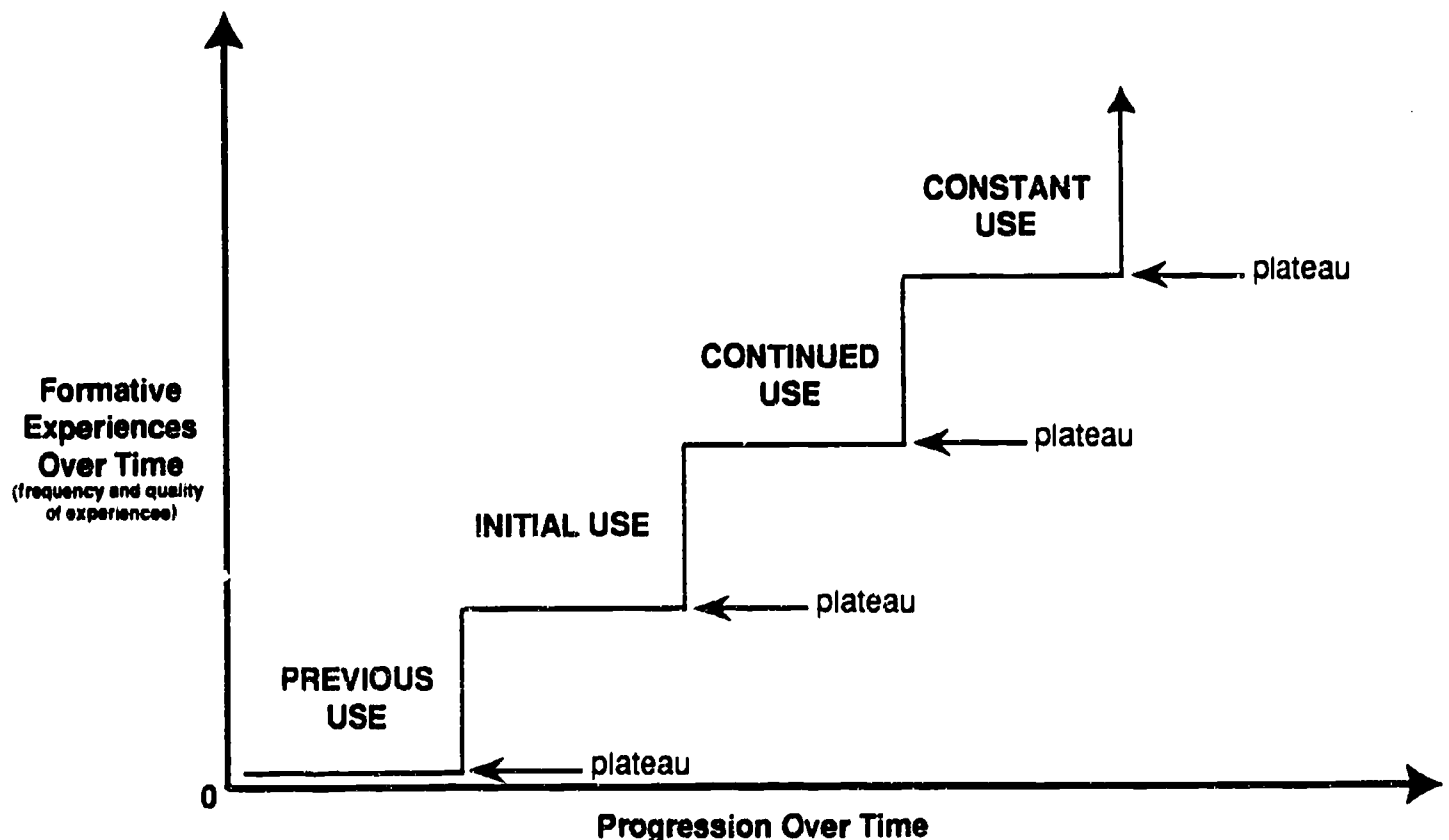 CONSTANT
USE
plateau
CONTINUED
USE
Formative
Experiences
Over Time
(frequency and quality
of experiences)
plateau
INITIAL USE
plateau
PREVIOUS
USE
plateau
0
Progression Over Time